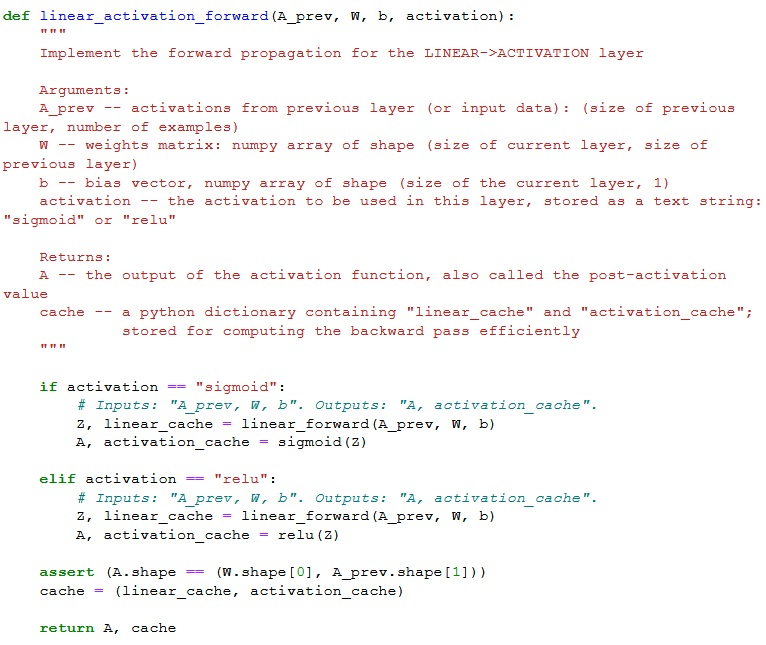 def linear_activation_forward(A_prev, W, b, activation):
    """
    Implement the forward propagation for the LINEAR->ACTIVATION layer

    Arguments:
    A_prev -- activations from previous layer (or input data): (size of previous
layer, number of examples)
    W -- weights matrix: numpy array of shape (size of current layer, size of
previous layer)
    b -- bias vector, numpy array of shape (size of the current layer, 1)
    activation -- the activation to be used in this layer, stored as a text string:
"sigmoid" or "relu"

    Returns:
    A -- the output of the activation function, also called the post-activation
value
    cache -- a python dictionary containing "linear_cache" and "activation_cache";
             stored for computing the backward pass efficiently
    """

    if activation == "sigmoid":
        # Inputs: "A_prev, W, b". Outputs: "A, activation_cache".
        Z, linear_cache = linear_forward(A_prev, W, b)
        A, activation_cache = sigmoid(Z)

    elif activation == "relu":
        # Inputs: "A_prev, W, b". Outputs: "A, activation_cache".
        Z, linear_cache = linear_forward(A_prev, W, b)
        A, activation_cache = relu(Z)

    assert (A.shape == (W.shape[0], A_prev.shape[1]))
    cache = (linear_cache, activation_cache)

    return A, cache